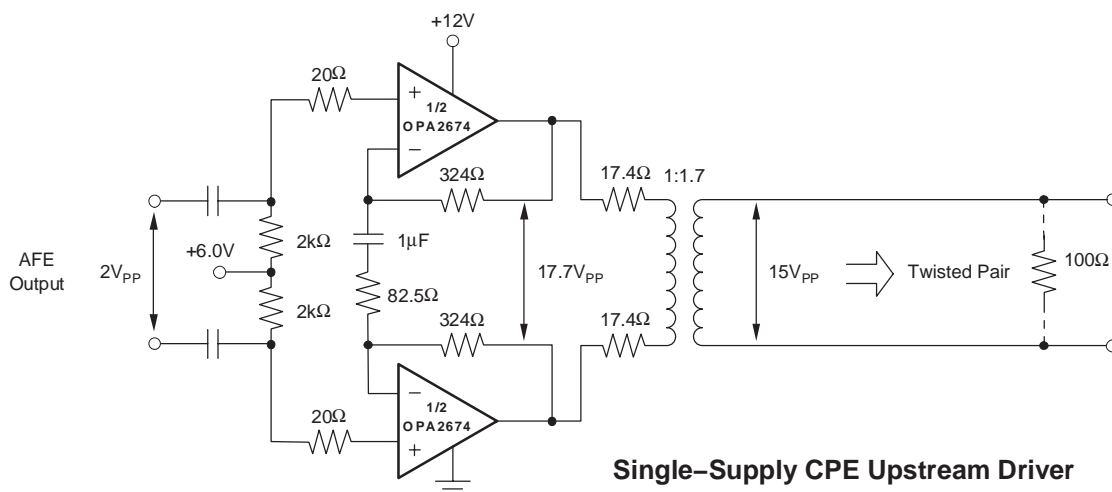 +12V
20Ω
+
1/2
OPA2674
−
324Ω
17.4Ω
1:1.7
AFE
Output
2VPP
+6.0V
2kΩ
2kΩ
1µF
82.5Ω
17.7VPP
15VPP
Twisted Pair
100Ω
324Ω
17.4Ω
−
1/2
OPA2674
+
20Ω
Single−Supply CPE Upstream Driver